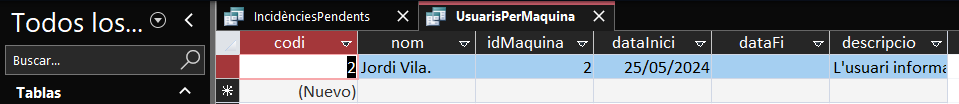 Todos los...
Buscar...
Tablas
IncidènciesPendents UsuarisPerMaquina
codi nom idMaquina dataInici dataFi descripcio
2 Jordi Vila. 2 25/05/2024 L'usuari informa
(Nuevo)